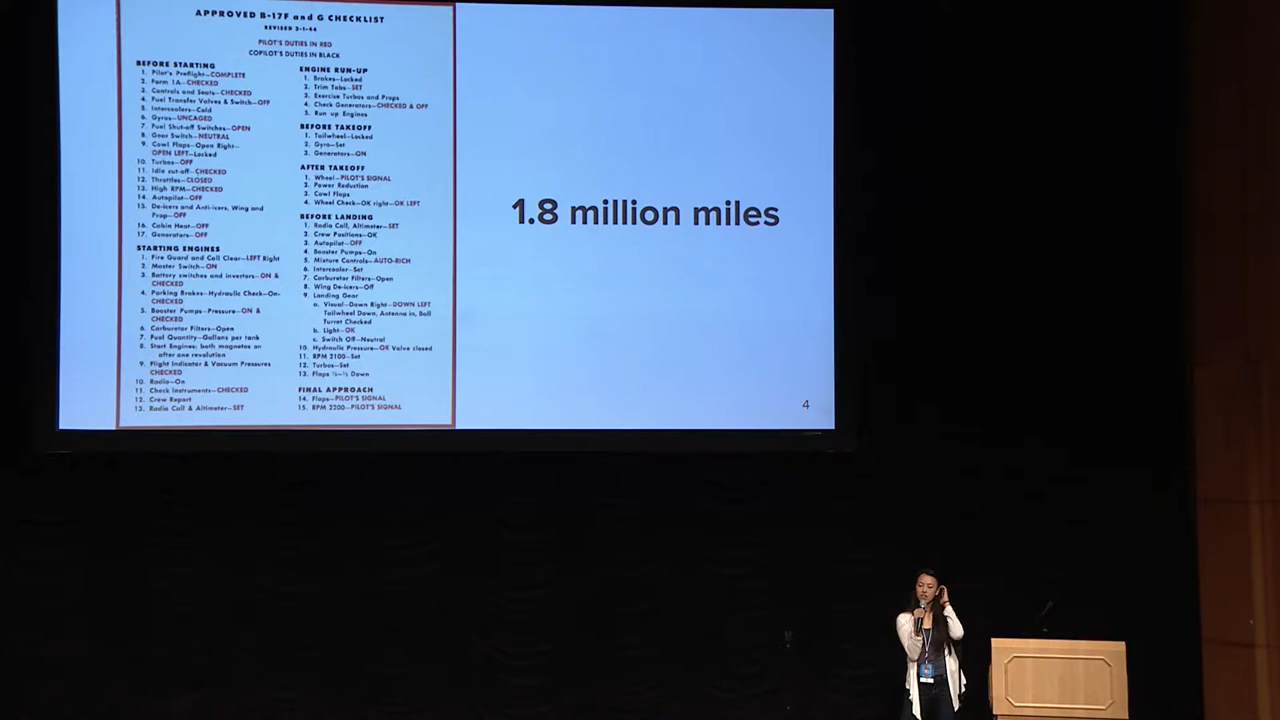 APPROVED B-17F and G CHECKLIST
REVISED 3-1-44
PILOT'S DUTIES IN RED
COPILOT'S DUTIES IN BLACK
BEFORE STARTING
1. Pilot's Preflight—COMPLETE
2. Form 1A—CHECKED
3. Controls and Seats—CHECKED
4. Fuel Transfer Valves & Switch—OFF
5. Intercoolers—Cold
6. Gyros—UNCAGED
7. Fuel Shut-off Switches—OPEN
8. Gear Switch—NEUTRAL
9. Cowl Flaps—Open Right—
OPEN LEFT—Locked
10. Turbos—OFF
11. Idle cut-off—CHECKED
12. Throttles—CLOSED
13. High RPM—CHECKED
14. Autopilot—OFF
15. De-icers and Anti-icers, Wing and
Prop—OFF
16. Cabin Heat—OFF
17. Generators—OFF
STARTING ENGINES
1. Fire Guard and Call Clear—LEFT Right
2. Master Switch—ON
3. Battery switches and inverters—ON &
CHECKED
4. Parking Brakes—Hydraulic Check—On-
CHECKED
5. Booster Pumps—Pressure—ON &
CHECKED
6. Carburetor Filters—Open
7. Fuel Quantity—Gallons per tank
8. Start Engines: both magnetos on
after one revolution
9. Flight Indicator & Vacuum Pressures
CHECKED
10. Radio—On
11. Check Instruments—CHECKED
12. Crew Report
13. Radio Call & Altimeter—SET
ENGINE RUN-UP
1. Brakes—Locked
2. Trim Tabs—SET
3. Exercise Turbos and Props
4. Check Generators—CHECKED & OFF
5. Run up Engines
BEFORE TAKEOFF
1. Tailwheel—Locked
2. Gyro—Set
3. Generators—ON
AFTER TAKEOFF
1. Wheel—PILOT'S SIGNAL
2. Power Reduction
3. Cowl Flaps
4. Wheel Check—OK right—OK LEFT
BEFORE LANDING
1. Radio Call, Altimeter—SET
2. Crew Positions—OK
3. Autopilot—OFF
4. Booster Pumps—On
5. Mixture Controls—AUTO-RICH
6. Intercooler—Set
7. Carburetor Filters—Open
8. Wing De-icers—Off
9. Landing Gear
a. Visual—Down Right—DOWN LEFT
Tailwheel Down, Antenna in, Ball
Turret Checked
b. Light—OK
c. Switch Off—Neutral
10. Hydraulic Pressure—OK Valve closed
11. RPM 2100—Set
12. Turbos—Set
13. Flaps ⅓—⅓ Down
FINAL APPROACH
14. Flaps—PILOT'S SIGNAL
15. RPM 2200—PILOT'S SIGNAL
1.8 million miles
4